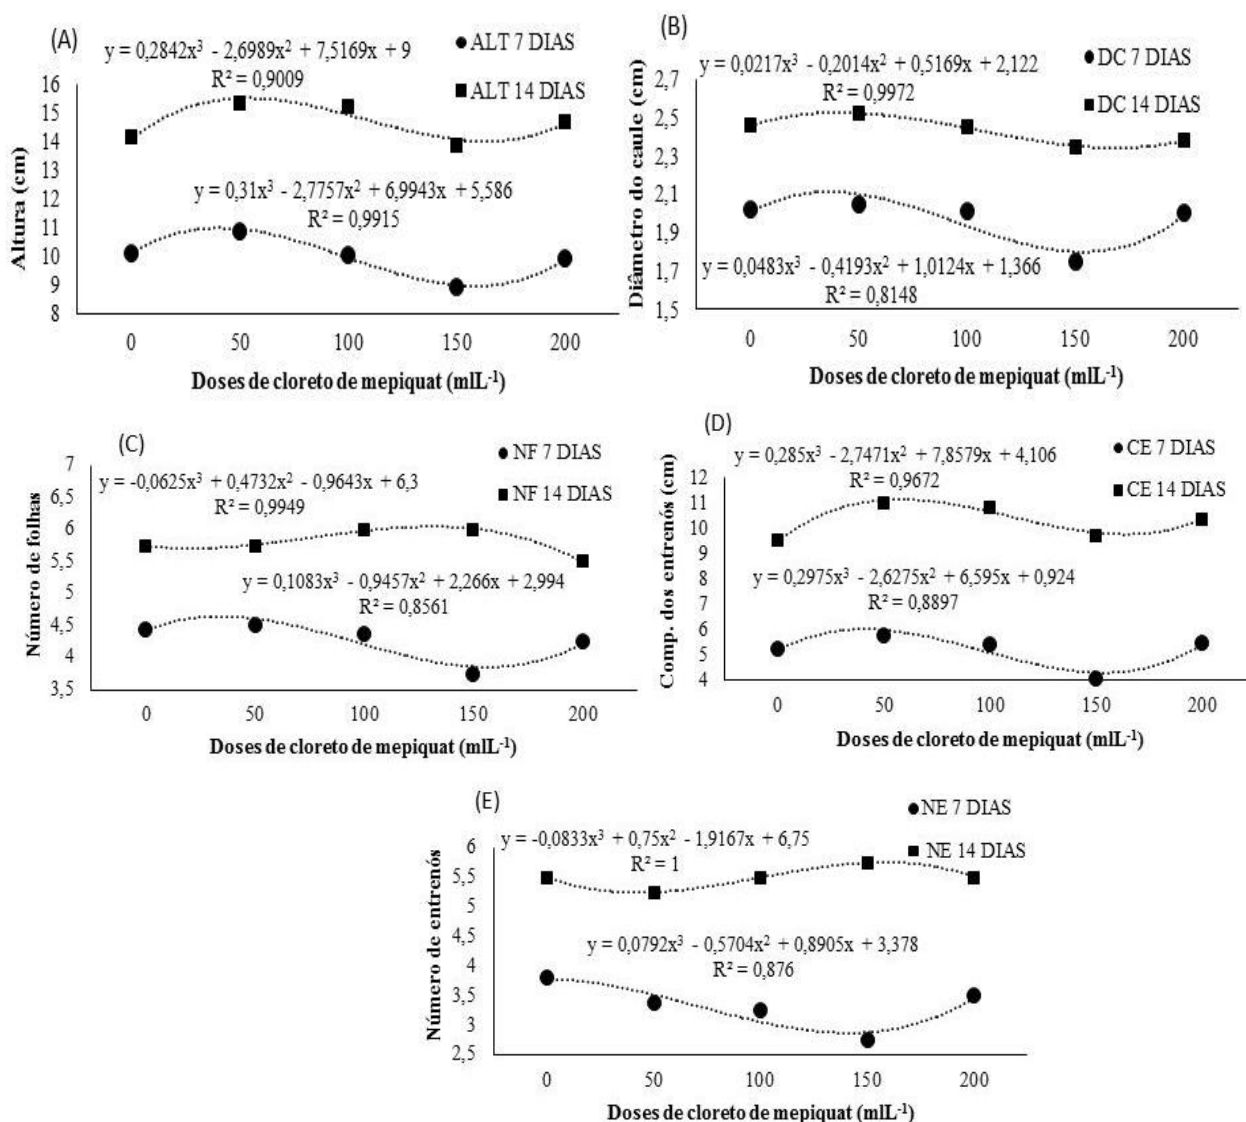 (A)
y = 0,2842x³ - 2,6989x² + 7,5169x + 9
R² = 0,9009
ALT 7 DIAS
ALT 14 DIAS
y = 0,31x³ - 2,7757x² + 6,9943x + 5,586
R² = 0,9915
Altura (cm)
16
15
14
13
12
11
10
9
8
0 50 100 150 200
Doses de cloreto de mepiquat (mlL⁻¹)
(B)
y = 0,0217x³ - 0,2014x² + 0,5169x + 2,122
R² = 0,9972
DC 7 DIAS
DC 14 DIAS
y = 0,0483x³ - 0,4193x² + 1,0124x + 1,366
R² = 0,8148
Diâmetro do caule (cm)
2,7
2,5
2,3
2,1
1,9
1,7
1,5
0 50 100 150 200
Doses de cloreto de mepiquat (mlL⁻¹)
(C)
y = -0,0625x³ + 0,4732x² - 0,9643x + 6,3
R² = 0,9949
NF 7 DIAS
NF 14 DIAS
y = 0,1083x³ - 0,9457x² + 2,266x + 2,994
R² = 0,8561
Número de folhas
7
6,5
6
5,5
5
4,5
4
3,5
0 50 100 150 200
Doses de cloreto de mepiquat (mlL⁻¹)
(D)
y = 0,285x³ - 2,7471x² + 7,8579x + 4,106
R² = 0,9672
CE 7 DIAS
CE 14 DIAS
y = 0,2975x³ - 2,6275x² + 6,595x + 0,924
R² = 0,8897
Comp. dos entrenós (cm)
12
11
10
9
8
7
6
5
4
0 50 100 150 200
Doses de cloreto de mepiquat (mlL⁻¹)
(E)
y = -0,0833x³ + 0,75x² - 1,9167x + 6,75
R² = 1
NE 7 DIAS
NE 14 DIAS
y = 0,0792x³ - 0,5704x² + 0,8905x + 3,378
R² = 0,876
Número de entrenós
6
5,5
5
4,5
4
3,5
3
2,5
0 50 100 150 200
Doses de cloreto de mepiquat (mlL⁻¹)